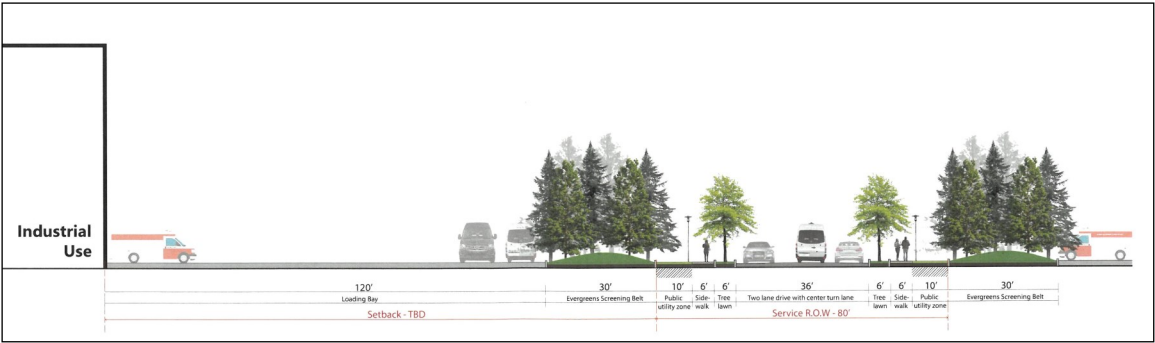 Industrial
Use
120'
30'
10'
6'
6'
36'
6'
6'
10'
30'
Loading Bay
Evergreens Screening Belt
Public
utility zone
Side-
walk
Tree
lawn
Two lane drive with center turn lane
Tree
lawn
Side-
walk
Public
utility zone
Evergreens Screening Belt
Setback - TBD
Service R.O.W - 80'